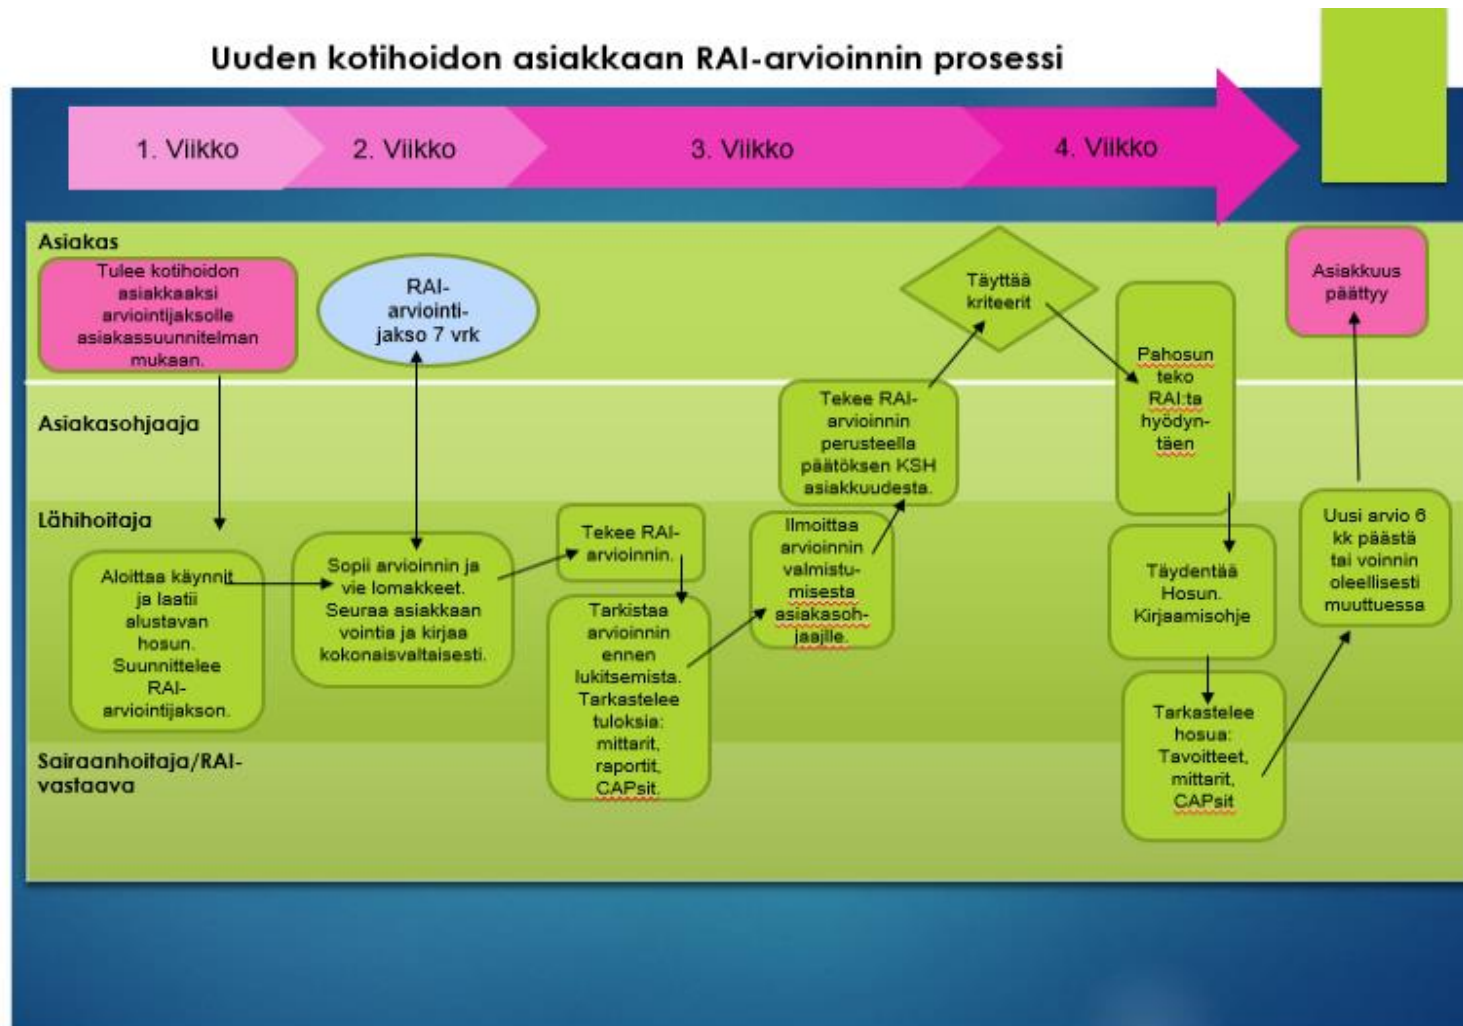 Uuden kotihoidon asiakkaan RAI-arvioinnin prosessi
1. Viikko
2. Viikko
3. Viikko
4. Viikko
Asiakas
Tulee kotihoidon
asiakkaaksi
arviointijaksolle
asiakassuunnitelman
mukaan.
RAI-
arviointi-
jakso 7 vrk
Täyttää
kriteerit
Pahosun
teko
RAI:ta
hyödyn-
täen
Asiakkuus
päättyy
Asiakasohjaaja
Tekee RAI-
arvioinnin
perusteella
päätöksen KSH
asiakkuudesta.
Lähihoitaja
Aloittaa käynnit
ja laatii
alustavan
hosun.
Suunnittelee
RAI-
arviointijakson.
Sopii arvioinnin ja
vie lomakkeet.
Seuraa asiakkaan
vointia ja kirjaa
kokonaisvaltaisesti.
Tekee RAI-
arvioinnin.
Tarkistaa
arvioinnin
ennen
lukitsemista.
Tarkastelee
tuloksia:
mittarit,
raportit,
CAPsit.
Ilmoittaa
arvioinnin
valmistu-
misesta
asiakasoh-
jaajlle.
Täydentää
Hosun.
Kirjaamisohje
Tarkastelee
hosua:
Tavoitteet,
mittarit,
CAPsit
Uusi arvio 6
kk päästä
tai voinnin
oleellisesti
muuttuessa
Sairaanhoitaja/RAI-
vastaava